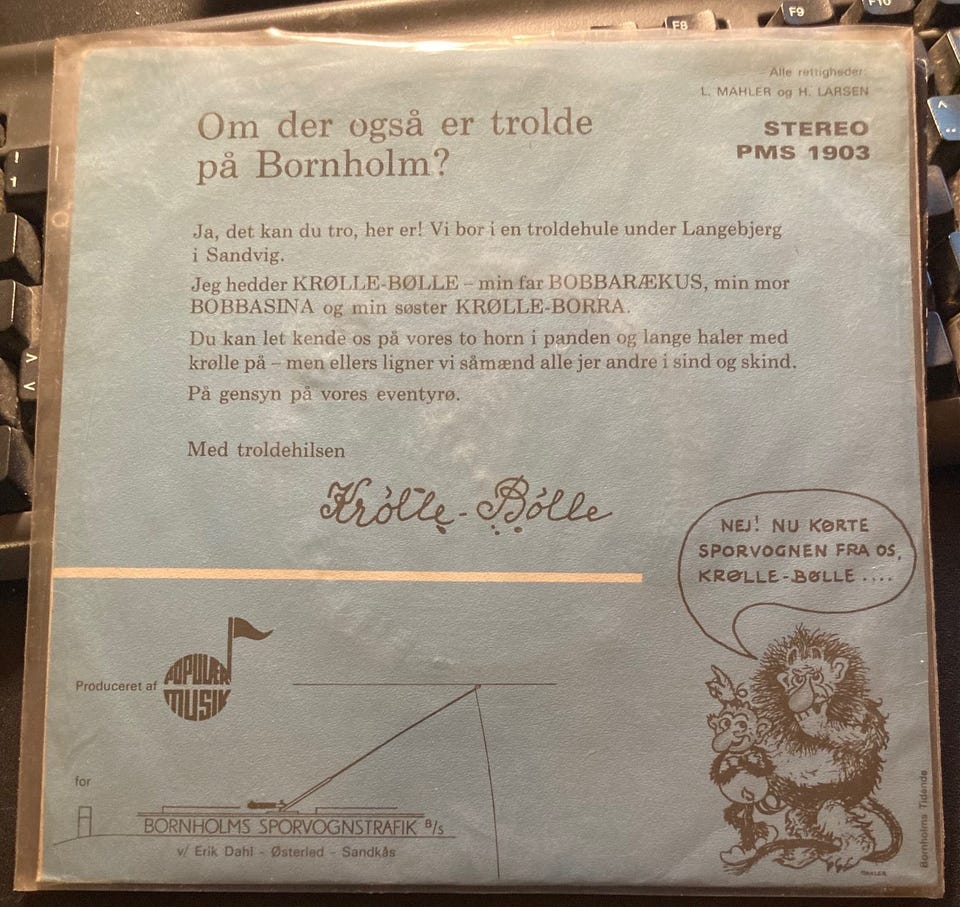 F8
F9
F10
Alle rettigheder:
L. MAHLER og H. LARSEN
STEREO
PMS 1903
Om der også er trolde
på Bornholm?
Ja, det kan du tro, her er! Vi bor i en troldehule under Langebjerg
i Sandvig.
Jeg hedder KRØLLE-BØLLE – min far BOBBARÆKUS, min mor
BOBBASINA og min søster KRØLLE-BORRA.
Du kan let kende os på vores to horn i panden og lange haler med
krølle på – men ellers ligner vi såmænd alle jer andre i sind og skind.
På gensyn på vores eventyrø.
Med troldehilsen
Krølle-Bølle
NEJ! NU KØRTE
SPORVOGNEN FRA OS,
KRØLLE-BØLLE ....
Produceret af
POPULÆR
MUSIK
for
BORNHOLMS SPORVOGNSTRAFIK B/S
v/ Erik Dahl - Østerled - Sandkås
MAHLER
Bornholms Tidende